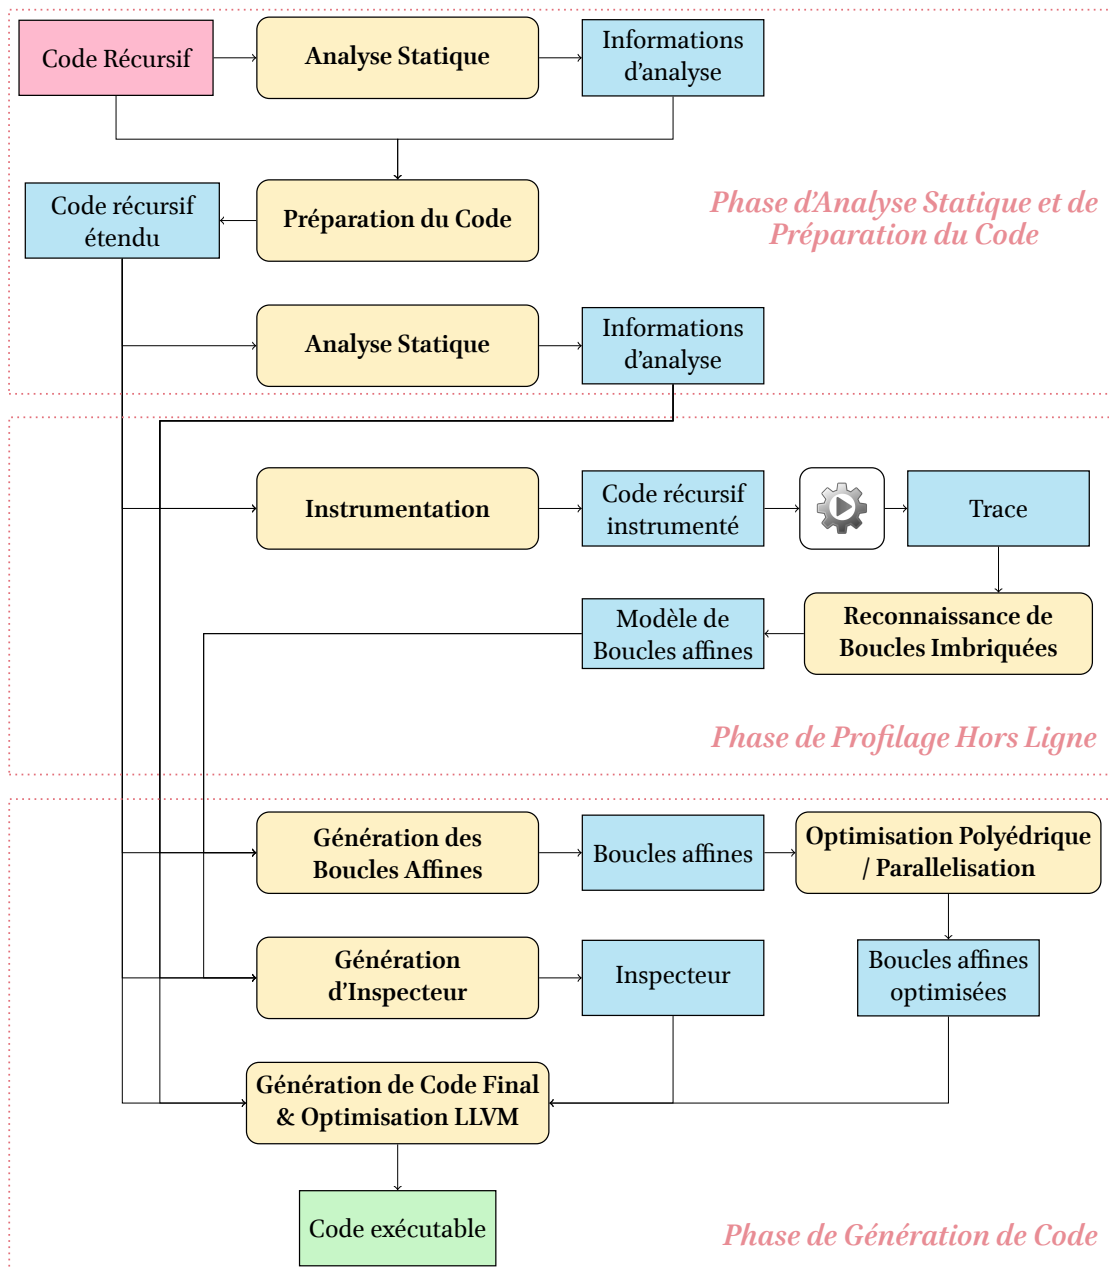 Code Récursif
Analyse Statique
Informations
d'analyse
Code récursif
étendu
Préparation du Code
Phase d'Analyse Statique et de
Préparation du Code
Analyse Statique
Informations
d'analyse
Instrumentation
Code récursif
instrumenté
Trace
Modèle de
Boucles affines
Reconnaissance de
Boucles Imbriquées
Phase de Profilage Hors Ligne
Génération des
Boucles Affines
Boucles affines
Optimisation Polyédrique
/ Parallelisation
Génération
d'Inspecteur
Inspecteur
Boucles affines
optimisées
Génération de Code Final
& Optimisation LLVM
Code exécutable
Phase de Génération de Code